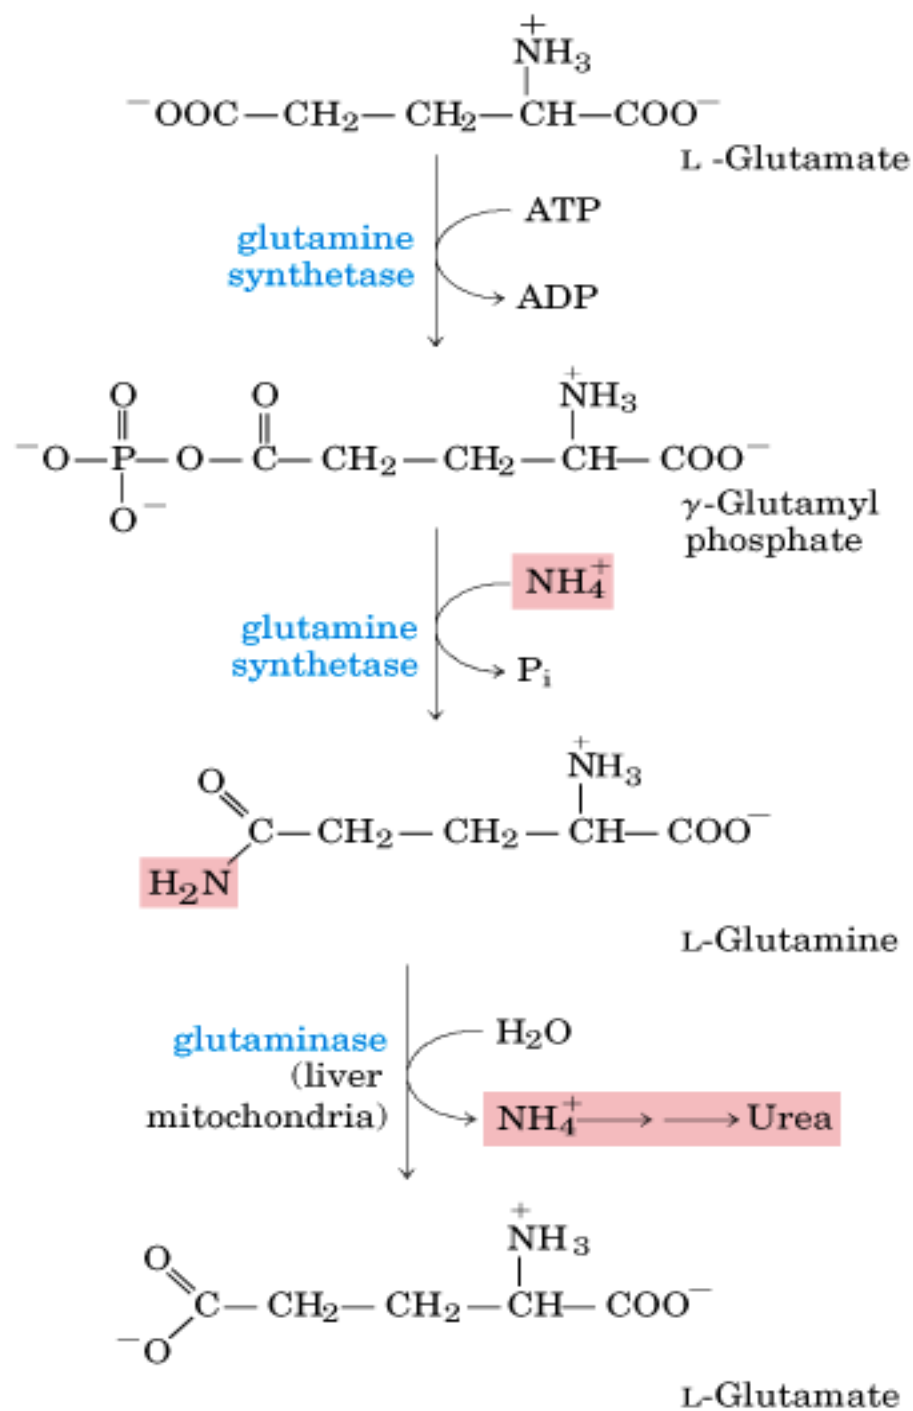 +
NH₃
⁻OOC—CH₂—CH₂—CH—COO⁻
L -Glutamate
ATP
glutamine
synthetase
ADP
O O +
NH₃
⁻O—P—O—C—CH₂—CH₂—CH—COO⁻
O⁻
γ-Glutamyl
phosphate
NH₄⁺
glutamine
synthetase
Pᵢ
+
NH₃
O
C—CH₂—CH₂—CH—COO⁻
H₂N
L-Glutamine
H₂O
glutaminase
(liver
mitochondria)
NH₄⁺⟶ ⟶Urea
+
NH₃
O
C—CH₂—CH₂—CH—COO⁻
⁻O
L-Glutamate